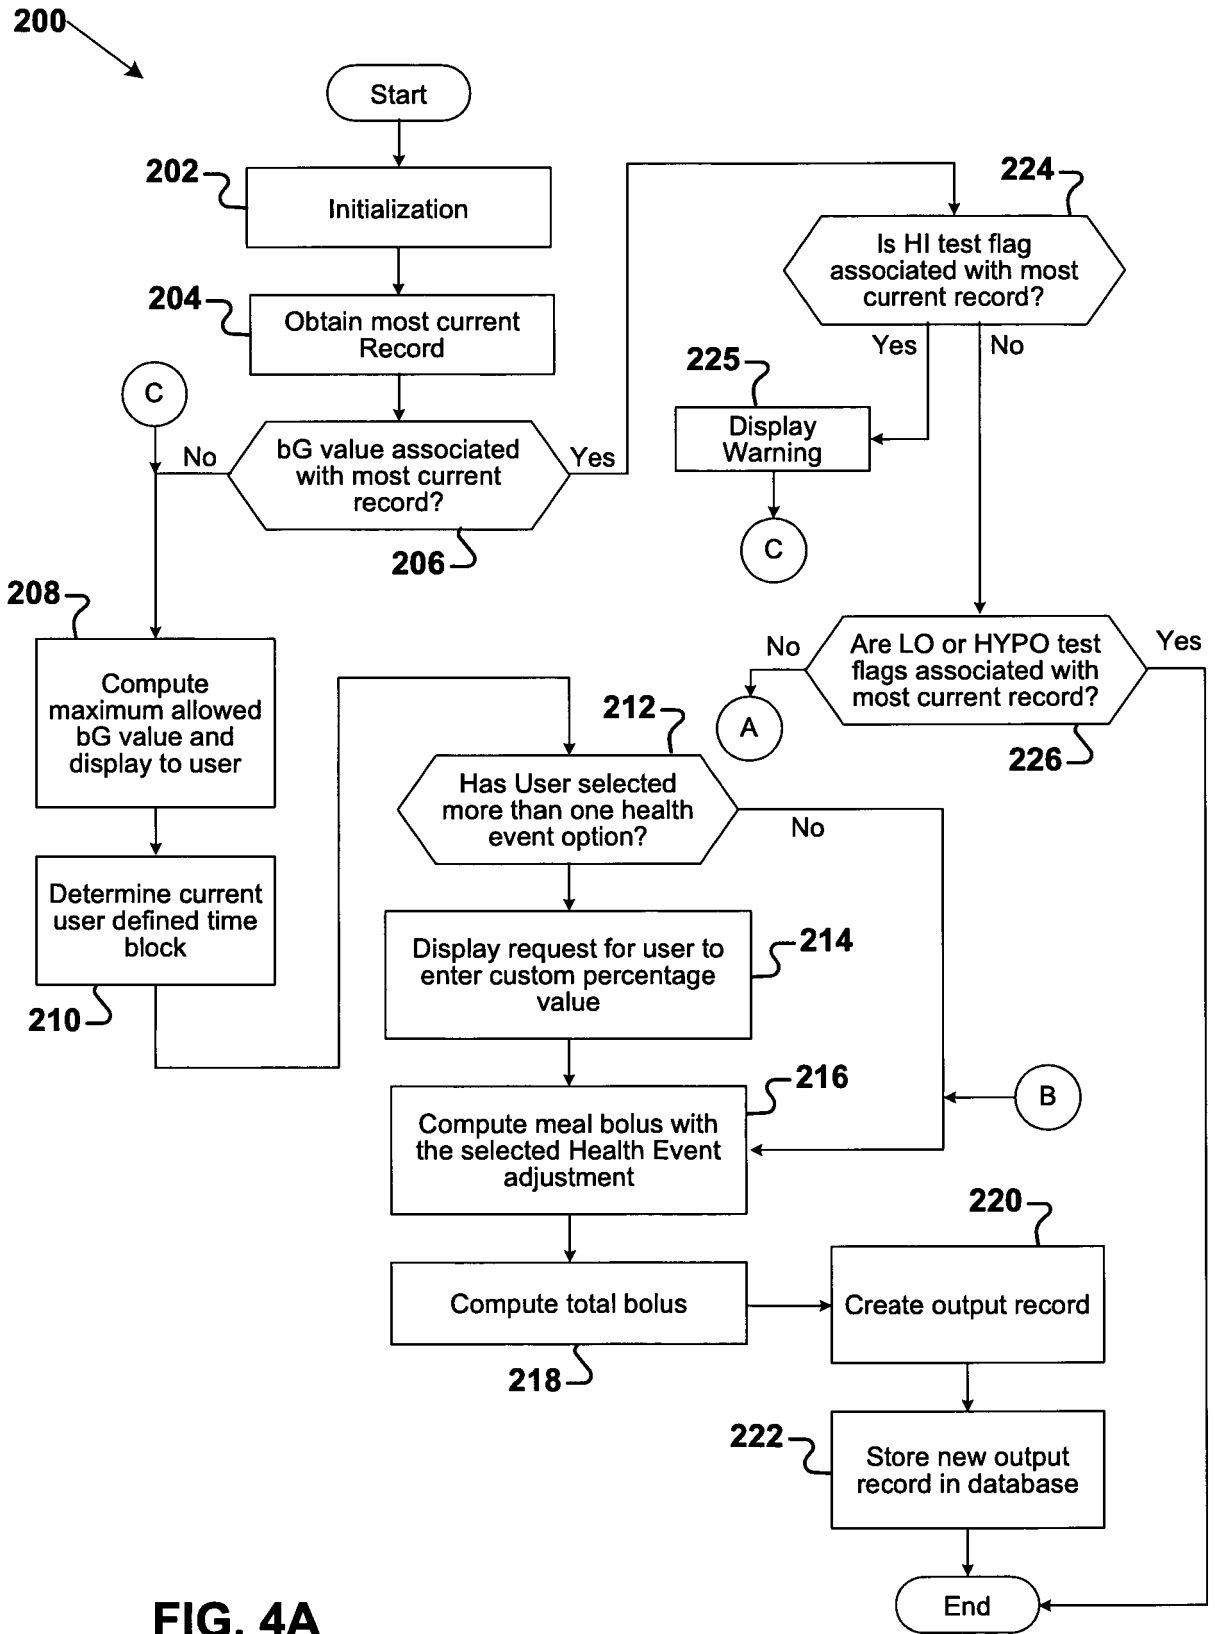 200
Start
202
Initialization
204
Obtain most current
Record
C
bG value associated
with most current
record?
No
Yes
206
224
Is HI test flag
associated with most
current record?
Yes
No
225
Display
Warning
C
208
Compute
maximum allowed
bG value and
display to user
Determine current
user defined time
block
210
No
Are LO or HYPO test
flags associated with
most current record?
Yes
A
226
212
Has User selected
more than one health
event option?
No
Display request for user to
enter custom percentage
value
214
216
Compute meal bolus with
the selected Health Event
adjustment
B
Compute total bolus
218
220
Create output record
222
Store new output
record in database
End
FIG. 4A